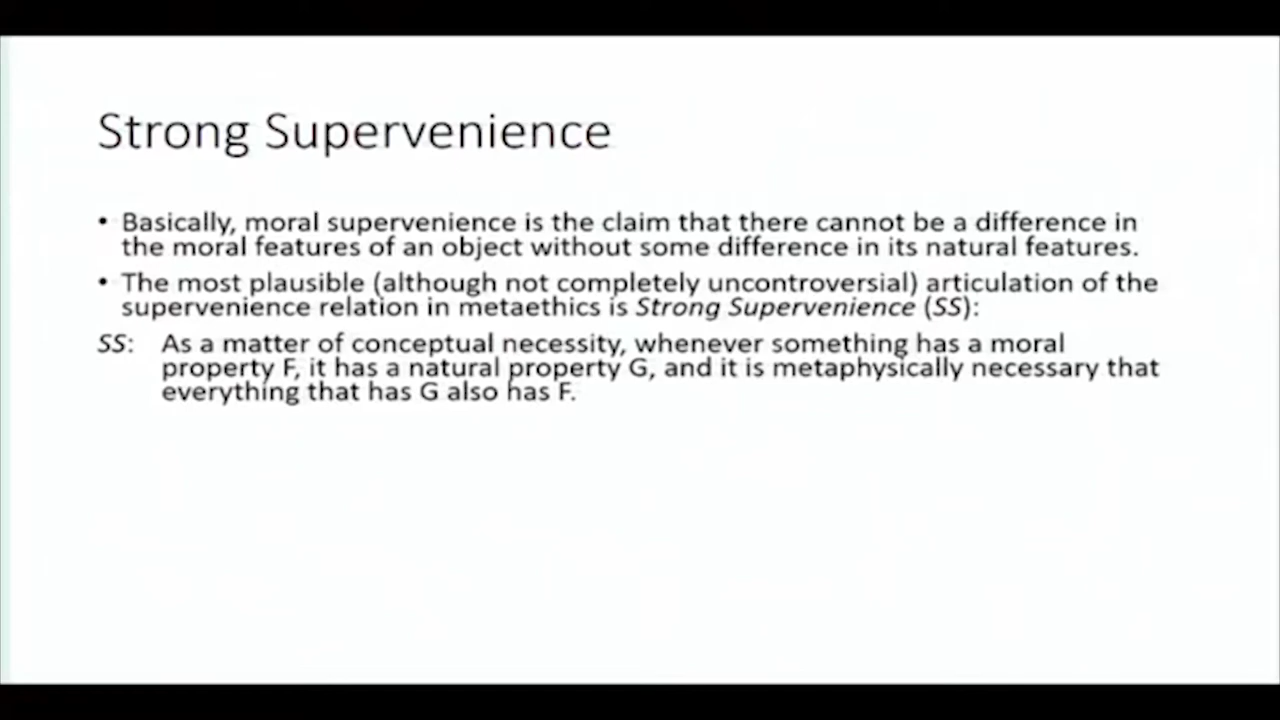 Strong Supervenience
• Basically, moral supervenience is the claim that there cannot be a difference in
the moral features of an object without some difference in its natural features.
• The most plausible (although not completely uncontroversial) articulation of the
supervenience relation in metaethics is Strong Supervenience (SS):
SS: As a matter of conceptual necessity, whenever something has a moral
property F, it has a natural property G, and it is metaphysically necessary that
everything that has G also has F.